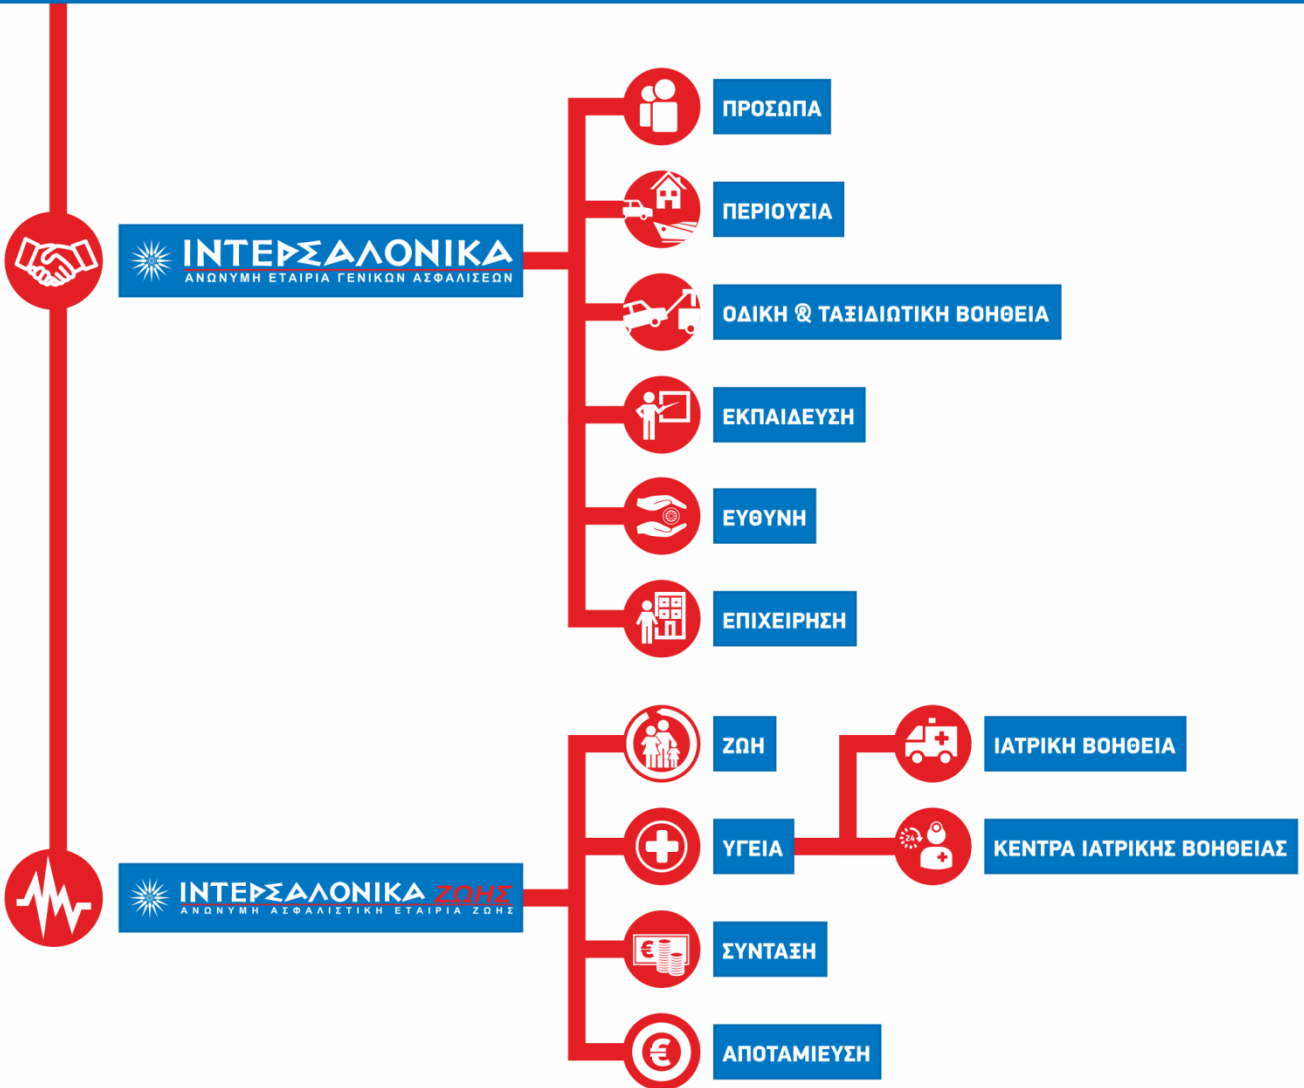 ΠΡΟΣΩΠΑ
ΠΕΡΙΟΥΣΙΑ
ΙΝΤΕΡΣΑΛΟΝΙΚΑ
ΑΝΩΝΥΜΗ ΕΤΑΙΡΙΑ ΓΕΝΙΚΩΝ ΑΣΦΑΛΙΣΕΩΝ
ΟΔΙΚΗ & ΤΑΞΙΔΙΩΤΙΚΗ ΒΟΗΘΕΙΑ
ΕΚΠΑΙΔΕΥΣΗ
ΕΥΘΥΝΗ
ΕΠΙΧΕΙΡΗΣΗ
ΖΩΗ
ΙΑΤΡΙΚΗ ΒΟΗΘΕΙΑ
ΥΓΕΙΑ
24
ΚΕΝΤΡΑ ΙΑΤΡΙΚΗΣ ΒΟΗΘΕΙΑΣ
ΙΝΤΕΡΣΑΛΟΝΙΚΑ ΖΩΗΣ
ΑΝΩΝΥΜΗ ΑΣΦΑΛΙΣΤΙΚΗ ΕΤΑΙΡΙΑ ΖΩΗΣ
€
ΣΥΝΤΑΞΗ
€
ΑΠΟΤΑΜΙΕΥΣΗ